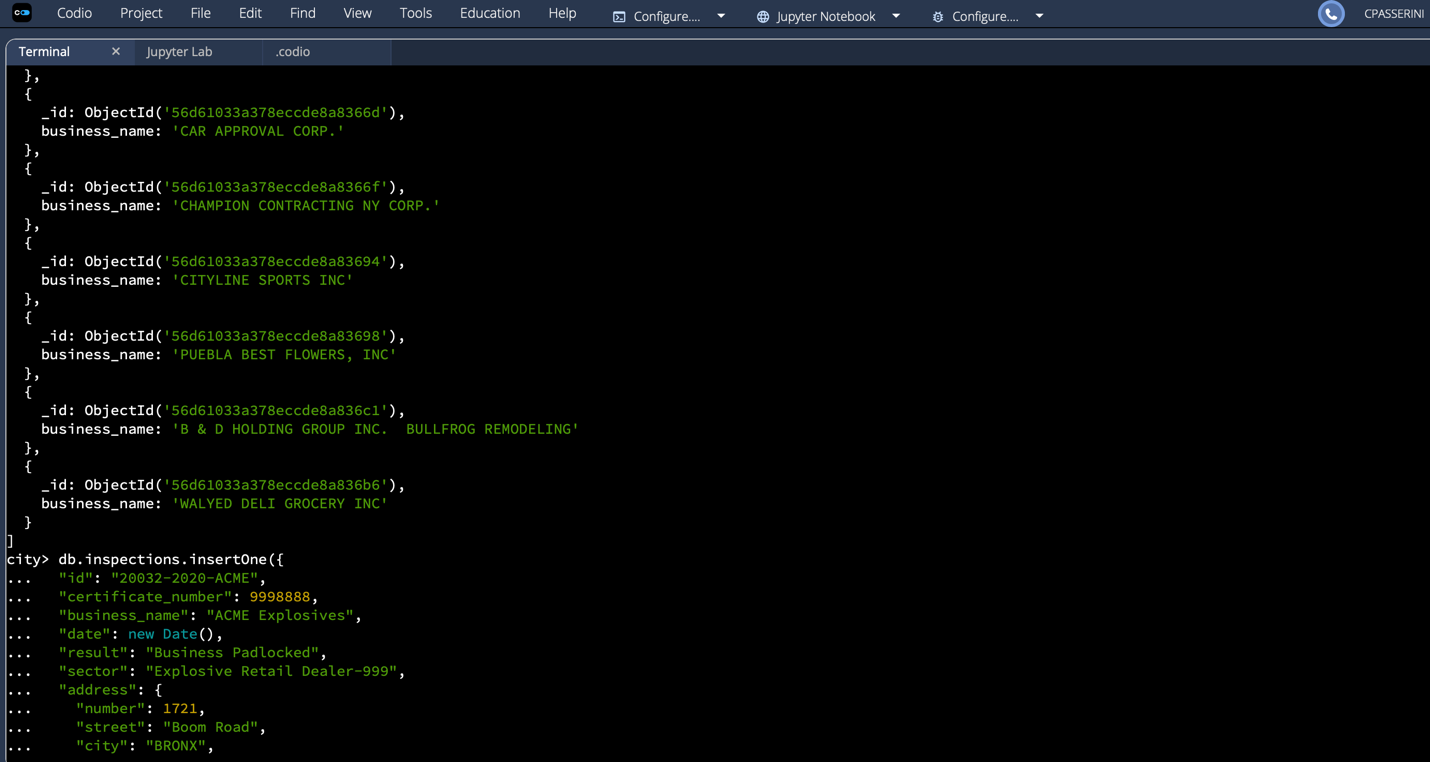 Codio Project File Edit Find View Tools Education Help Configure.... Jupyter Notebook Configure.... CPASSERINI
Terminal × Jupyter Lab .codio
},
{
_id: ObjectId('56d61033a378eccde8a8366d'),
business_name: 'CAR APPROVAL CORP.'
},
{
_id: ObjectId('56d61033a378eccde8a8366f'),
business_name: 'CHAMPION CONTRACTING NY CORP.'
},
{
_id: ObjectId('56d61033a378eccde8a83694'),
business_name: 'CITYLINE SPORTS INC'
},
{
_id: ObjectId('56d61033a378eccde8a83698'),
business_name: 'PUEBLA BEST FLOWERS, INC'
},
{
_id: ObjectId('56d61033a378eccde8a836c1'),
business_name: 'B & D HOLDING GROUP INC.  BULLFROG REMODELING'
},
{
_id: ObjectId('56d61033a378eccde8a836b6'),
business_name: 'WALYED DELI GROCERY INC'
}
]
city> db.inspections.insertOne({
... "id": "20032-2020-ACME",
... "certificate_number": 9998888,
... "business_name": "ACME Explosives",
... "date": new Date(),
... "result": "Business Padlocked",
... "sector": "Explosive Retail Dealer-999",
... "address": {
... "number": 1721,
... "street": "Boom Road",
... "city": "BRONX",